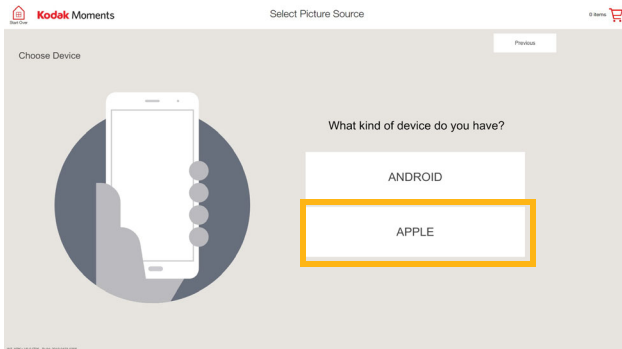 Kodak Moments
Select Picture Source
0 items
Start Over
Previous
Choose Device
What kind of device do you have?
ANDROID
APPLE